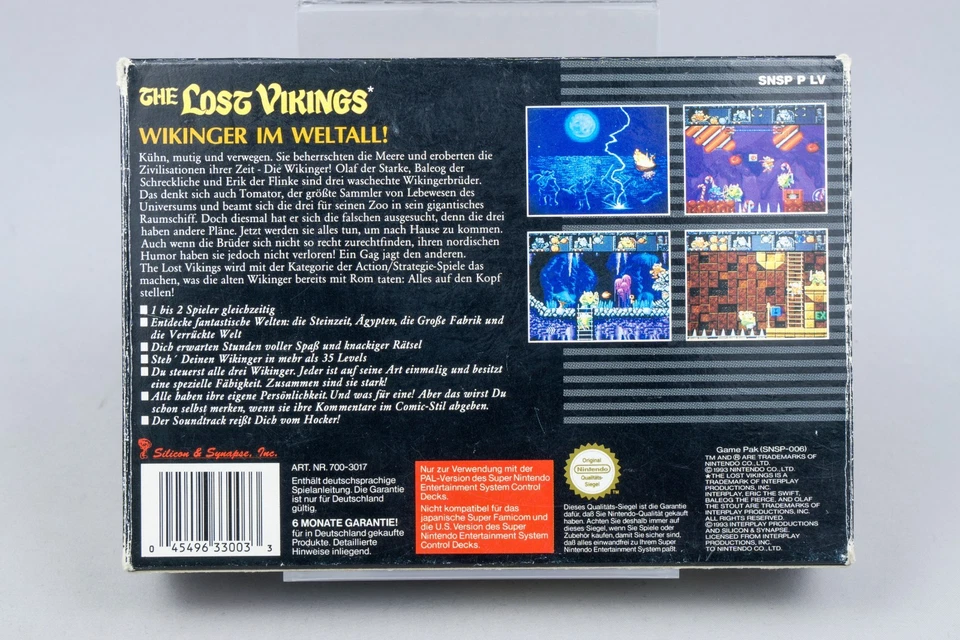 SNSP P LV
THE LOST VIKINGS*
WIKINGER IM WELTALL!
Kühn, mutig und verwegen. Sie beherrschten die Meere und eroberten die
Zivilisationen ihrer Zeit - Die Wikinger! Olaf der Starke, Baleog der
Schreckliche und Erik der Flinke sind drei waschechte Wikingerbrüder.
Das denkt sich auch Tomator, der größte Sammler von Lebewesen des
Universums und beamt sich die drei für seinen Zoo in sein gigantisches
Raumschiff. Doch diesmal hat er sich die falschen ausgesucht, denn die drei
haben andere Pläne. Jetzt werden sie alles tun, um nach Hause zu kommen.
Auch wenn die Brüder sich nicht so recht zurechtfinden, ihren nordischen
Humor haben sie jedoch nicht verloren! Ein Gag jagt den anderen.
The Lost Vikings wird mit der Kategorie der Action/Strategie-Spiele das
machen, was die alten Wikinger bereits mit Rom taten: Alles auf den Kopf
stellen!
1 bis 2 Spieler gleichzeitig
Entdecke fantastische Welten: die Steinzeit, Ägypten, die Große Fabrik und
die Verrückte Welt
Dich erwarten Stunden voller Spaß und knackiger Rätsel
Steh´ Deinen Wikinger in mehr als 35 Levels
Du steuerst alle drei Wikinger. Jeder ist auf seine Art einmalig und besitzt
eine spezielle Fähigkeit. Zusammen sind sie stark!
Alle haben ihre eigene Persönlichkeit. Und was für eine! Aber das wirst Du
schon selbst merken, wenn sie ihre Kommentare im Comic-Stil abgeben.
Der Soundtrack reißt Dich vom Hocker!
Silicon & Synapse, Inc.
0 45496 33003 3
ART. NR. 700-3017
Enthält deutschsprachige
Spielanleitung. Die Garantie
ist nur für Deutschland
gültig.
6 MONATE GARANTIE!
für in Deutschland gekaufte
Produkte. Detaillierte
Hinweise inliegend.
Nur zur Verwendung mit der
PAL-Version des Super Nintendo
Entertainment System Control
Decks.
Nicht kompatibel für das
japanische Super Famicom und
die U.S. Version des Super
Nintendo Entertainment System
Control Decks.
Original
Nintendo
Qualitäts-
Siegel
TM
Dieses Qualitäts-Siegel ist die Garantie
dafür, daß Sie Nintendo-Qualität gekauft
haben. Achten Sie deshalb immer auf
dieses Siegel, wenn Sie Spiele oder
Zubehör kaufen, damit Sie sicher sind,
daß alles einwandfrei zu Ihrem Super
Nintendo Entertainment System paßt.
Game Pak (SNSP-006)
TM AND ® ARE TRADEMARKS OF
NINTENDO CO., LTD.
©1993 NINTENDO CO., LTD.
*THE LOST VIKINGS IS A
TRADEMARK OF INTERPLAY
PRODUCTIONS, INC.
INTERPLAY, ERIC THE SWIFT,
BALEOG THE FIERCE, AND OLAF
THE STOUT ARE TRADEMARKS
OF INTERPLAY PRODUCTIONS, INC.
ALL RIGHTS RESERVED.
©1993 INTERPLAY PRODUCTIONS
AND SILICON & SYNAPSE.
LICENSED FROM INTERPLAY
PRODUCTIONS, INC.
TO NINTENDO CO., LTD.